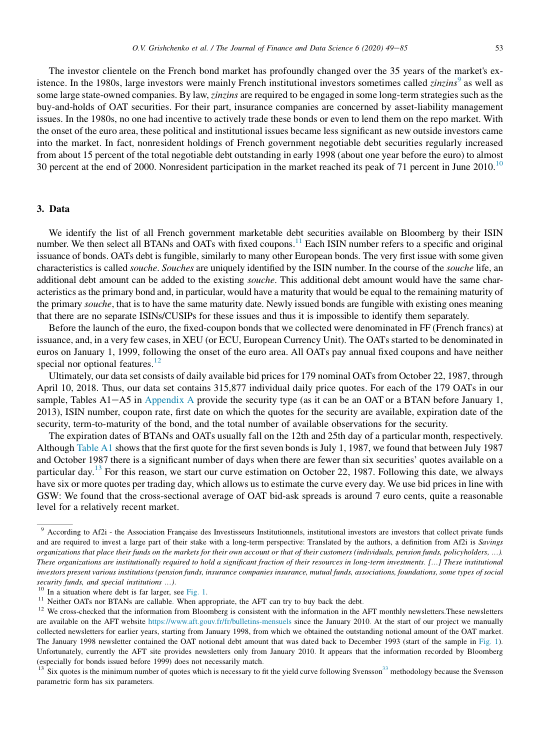 O.V. Grishchenko et al. / The Journal of Finance and Data Science 6 (2020) 49–85
53
The investor clientele on the French bond market has profoundly changed over the 35 years of the market's ex-
istence. In the 1980s, large investors were mainly French institutional investors sometimes called zinzins9 as well as
some large state-owned companies. By law, zinzins are required to be engaged in some long-term strategies such as the
buy-and-holds of OAT securities. For their part, insurance companies are concerned by asset-liability management
issues. In the 1980s, no one had incentive to actively trade these bonds or even to lend them on the repo market. With
the onset of the euro area, these political and institutional issues became less significant as new outside investors came
into the market. In fact, nonresident holdings of French government negotiable debt securities regularly increased
from about 15 percent of the total negotiable debt outstanding in early 1998 (about one year before the euro) to almost
30 percent at the end of 2000. Nonresident participation in the market reached its peak of 71 percent in June 2010.10
3. Data
We identify the list of all French government marketable debt securities available on Bloomberg by their ISIN
number. We then select all BTANs and OATs with fixed coupons.11 Each ISIN number refers to a specific and original
issuance of bonds. OATs debt is fungible, similarly to many other European bonds. The very first issue with some given
characteristics is called souche. Souches are uniquely identified by the ISIN number. In the course of the souche life, an
additional debt amount can be added to the existing souche. This additional debt amount would have the same char-
acteristics as the primary bond and, in particular, would have a maturity that would be equal to the remaining maturity of
the primary souche, that is to have the same maturity date. Newly issued bonds are fungible with existing ones meaning
that there are no separate ISINs/CUSIPs for these issues and thus it is impossible to identify them separately.
Before the launch of the euro, the fixed-coupon bonds that we collected were denominated in FF (French francs) at
issuance, and, in a very few cases, in XEU (or ECU, European Currency Unit). The OATs started to be denominated in
euros on January 1, 1999, following the onset of the euro area. All OATs pay annual fixed coupons and have neither
special nor optional features.12
Ultimately, our data set consists of daily available bid prices for 179 nominal OATs from October 22, 1987, through
April 10, 2018. Thus, our data set contains 315,877 individual daily price quotes. For each of the 179 OATs in our
sample, Tables A1–A5 in Appendix A provide the security type (as it can be an OAT or a BTAN before January 1,
2013), ISIN number, coupon rate, first date on which the quotes for the security are available, expiration date of the
security, term-to-maturity of the bond, and the total number of available observations for the security.
The expiration dates of BTANs and OATs usually fall on the 12th and 25th day of a particular month, respectively.
Although Table A1 shows that the first quote for the first seven bonds is July 1, 1987, we found that between July 1987
and October 1987 there is a significant number of days when there are fewer than six securities' quotes available on a
particular day.13 For this reason, we start our curve estimation on October 22, 1987. Following this date, we always
have six or more quotes per trading day, which allows us to estimate the curve every day. We use bid prices in line with
GSW: We found that the cross-sectional average of OAT bid-ask spreads is around 7 euro cents, quite a reasonable
level for a relatively recent market.
9 According to Af2i - the Association Française des Investisseurs Institutionnels, institutional investors are investors that collect private funds
and are required to invest a large part of their stake with a long-term perspective: Translated by the authors, a definition from Af2i is Savings
organizations that place their funds on the markets for their own account or that of their customers (individuals, pension funds, policyholders, …).
These organizations are institutionally required to hold a significant fraction of their resources in long-term investments. […] These institutional
investors present various institutions (pension funds, insurance companies insurance, mutual funds, associations, foundations, some types of social
security funds, and special institutions …).
10 In a situation where debt is far larger, see Fig. 1.
11 Neither OATs nor BTANs are callable. When appropriate, the AFT can try to buy back the debt.
12 We cross-checked that the information from Bloomberg is consistent with the information in the AFT monthly newsletters.These newsletters
are available on the AFT website https://www.aft.gouv.fr/fr/bulletins-mensuels since the January 2010. At the start of our project we manually
collected newsletters for earlier years, starting from January 1998, from which we obtained the outstanding notional amount of the OAT market.
The January 1998 newsletter contained the OAT notional debt amount that was dated back to December 1993 (start of the sample in Fig. 1).
Unfortunately, currently the AFT site provides newsletters only from January 2010. It appears that the information recorded by Bloomberg
(especially for bonds issued before 1999) does not necessarily match.
13 Six quotes is the minimum number of quotes which is necessary to fit the yield curve following Svensson33 methodology because the Svensson
parametric form has six parameters.